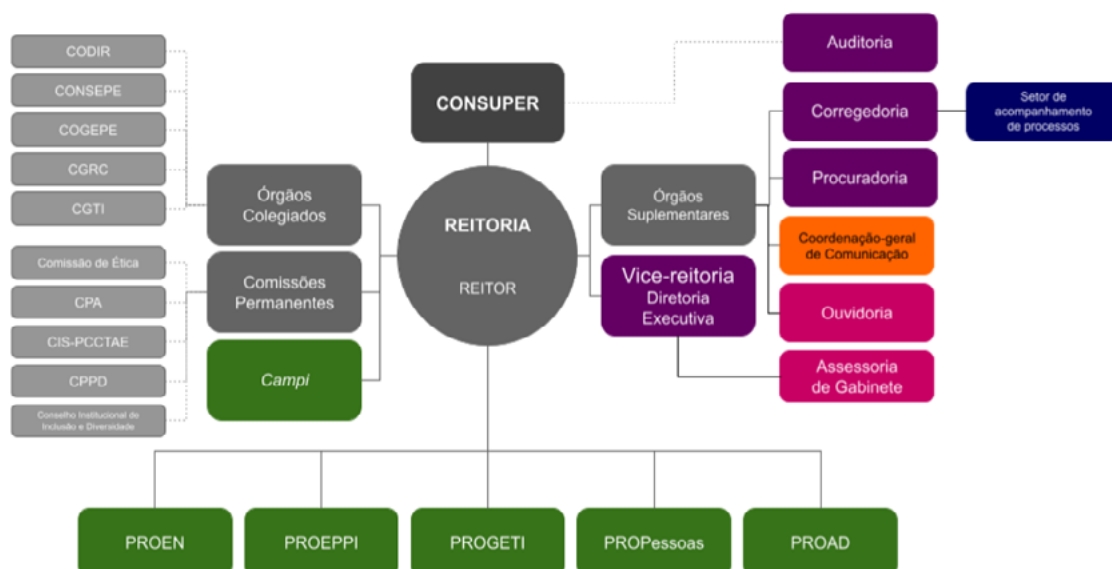 CODIR
CONSEPE
COGEPE
CGRC
CGTI
Comissão de Ética
CPA
CIS-PCCTAE
CPPD
Conselho Institucional de
Inclusão e Diversidade
Órgãos
Colegiados
Comissões
Permanentes
Campi
CONSUPER
REITORIA
REITOR
Órgãos
Suplementares
Vice-reitoria
Diretoria
Executiva
Auditoria
Corregedoria
Procuradoria
Coordenação-geral
de Comunicação
Ouvidoria
Assessoria
de Gabinete
Setor de
acompanhamento
de processos
PROEN
PROEPPI
PROGETI
PROPessoas
PROAD